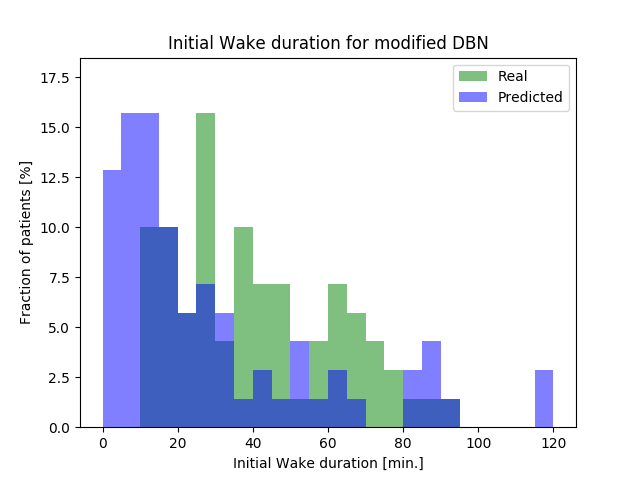 Initial Wake duration for modified DBN
Real
Predicted
17.5
15.0
12.5
10.0
7.5
5.0
2.5
0.0
Fraction of patients [%]
0 20 40 60 80 100 120
Initial Wake duration [min.]